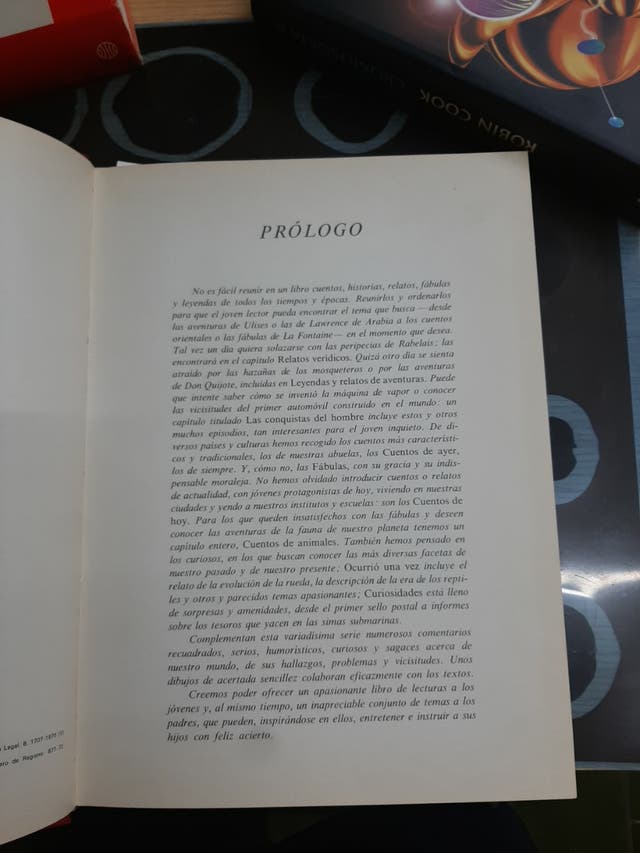 ROBIN COOK
PRÓLOGO
No es fácil reunir en un libro cuentos, historias, relatos, fábulas
y leyendas de todos los tiempos y épocas. Reunirlos y ordenarlos
para que el joven lector pueda encontrar el tema que busca —desde
las aventuras de Ulises o las de Lawrence de Arabia a los cuentos
orientales o las fábulas de La Fontaine— en el momento que desea.
Tal vez un día quiera solazarse con las peripecias de Rabelais; las
encontrará en el capítulo Relatos verídicos. Quizá otro día se sienta
atraído por las hazañas de los mosqueteros o por las aventuras
de Don Quijote, incluidas en Leyendas y relatos de aventuras. Puede
que intente saber cómo se inventó la máquina de vapor o conocer
las vicisitudes del primer automóvil construido en el mundo: un
capítulo titulado Las conquistas del hombre incluye estos y otros
muchos episodios, tan interesantes para el joven inquieto. De di-
versos países y culturas hemos recogido los cuentos más característi-
cos y tradicionales, los de nuestras abuelas, los Cuentos de ayer,
los de siempre. Y, cómo no, las Fábulas, con su gracia y su indis-
pensable moraleja. No hemos olvidado introducir cuentos o relatos
de actualidad, con jóvenes protagonistas de hoy, viviendo en nuestras
ciudades y yendo a nuestros institutos y escuelas: son los Cuentos de
hoy. Para los que queden insatisfechos con las fábulas y deseen
conocer las aventuras de la fauna de nuestro planeta tenemos un
capítulo entero, Cuentos de animales. También hemos pensado en
los curiosos, en los que buscan conocer las más diversas facetas de
nuestro pasado y de nuestro presente; Ocurrió una vez incluye el
relato de la evolución de la rueda, la descripción de la era de los repti-
les y otros y parecidos temas apasionantes; Curiosidades está lleno
de sorpresas y amenidades, desde el primer sello postal a informes
sobre los tesoros que yacen en las simas submarinas.
Complementan esta variadísima serie numerosos comentarios
recuadrados, serios, humorísticos, curiosos y sagaces acerca de
nuestro mundo, de sus hallazgos, problemas y vicisitudes. Unos
dibujos de acertada sencillez colaboran eficazmente con los textos.
Creemos poder ofrecer un apasionante libro de lecturas a los
jóvenes y, al mismo tiempo, un inapreciable conjunto de temas a los
padres, que pueden, inspirándose en ellos, entretener e instruir a sus
hijos con feliz acierto.
Legal. B. 1707-1971
ero de Registro: 871-71